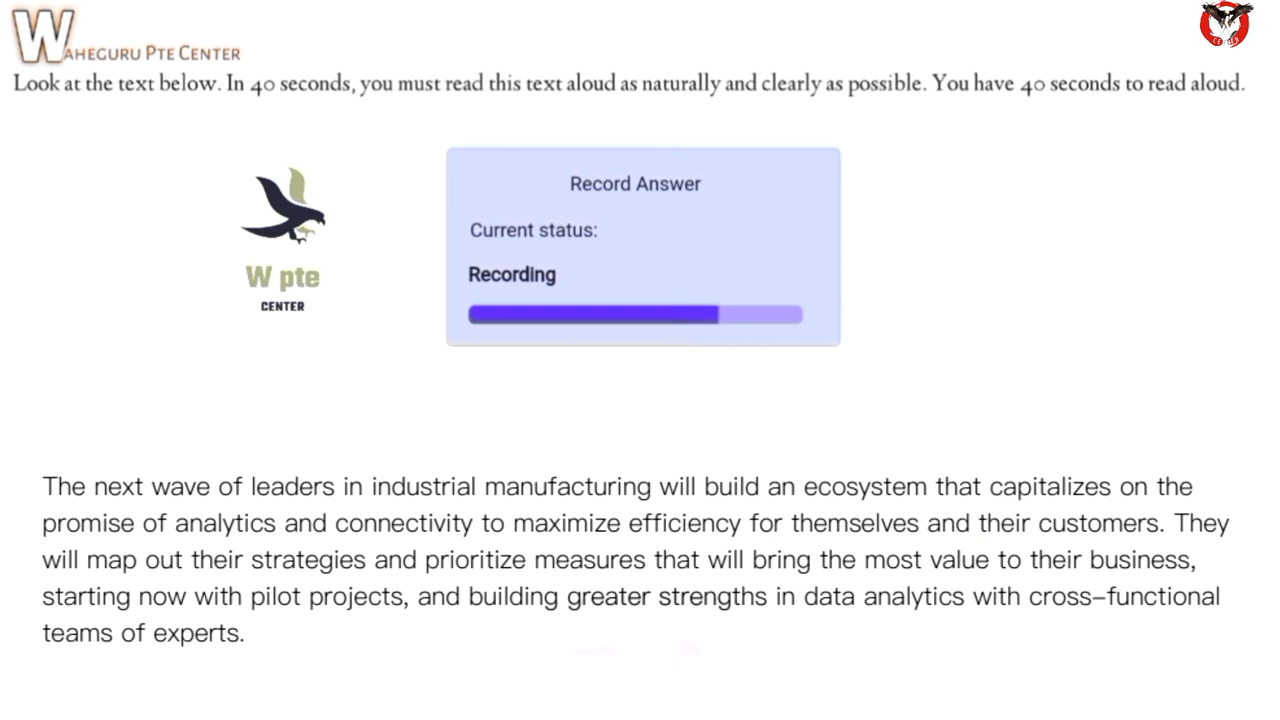 WAHEGURU PTE CENTER
Look at the text below. In 40 seconds, you must read this text aloud as naturally and clearly as possible. You have 40 seconds to read aloud.
Record Answer
Current status:
Recording
W pte
CENTER
The next wave of leaders in industrial manufacturing will build an ecosystem that capitalizes on the
promise of analytics and connectivity to maximize efficiency for themselves and their customers. They
will map out their strategies and prioritize measures that will bring the most value to their business,
starting now with pilot projects, and building greater strengths in data analytics with cross–functional
teams of experts.